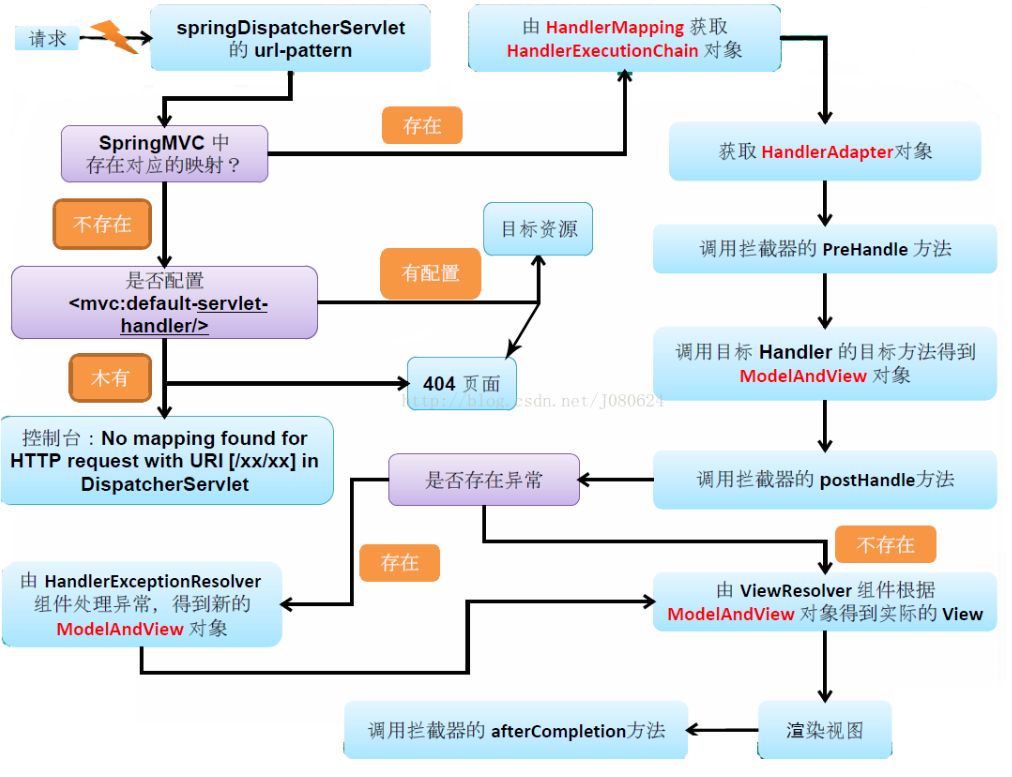 请求
springDispatcherServlet
的 url-pattern
由 HandlerMapping 获取
HandlerExecutionChain 对象
SpringMVC 中
存在对应的映射？
存在
获取 HandlerAdapter对象
不存在
目标资源
调用拦截器的 PreHandle 方法
是否配置
<mvc:default-servlet-
handler/>
有配置
调用目标 Handler 的目标方法得到
ModelAndView 对象
木有
404 页面
http://blog.csdn.net/J080624
控制台：No mapping found for
HTTP request with URI [/xx/xx] in
DispatcherServlet
是否存在异常
调用拦截器的 postHandle方法
存在
不存在
由 HandlerExceptionResolver
组件处理异常，得到新的
ModelAndView 对象
由 ViewResolver 组件根据
ModelAndView 对象得到实际的 View
调用拦截器的 afterCompletion方法
渲染视图